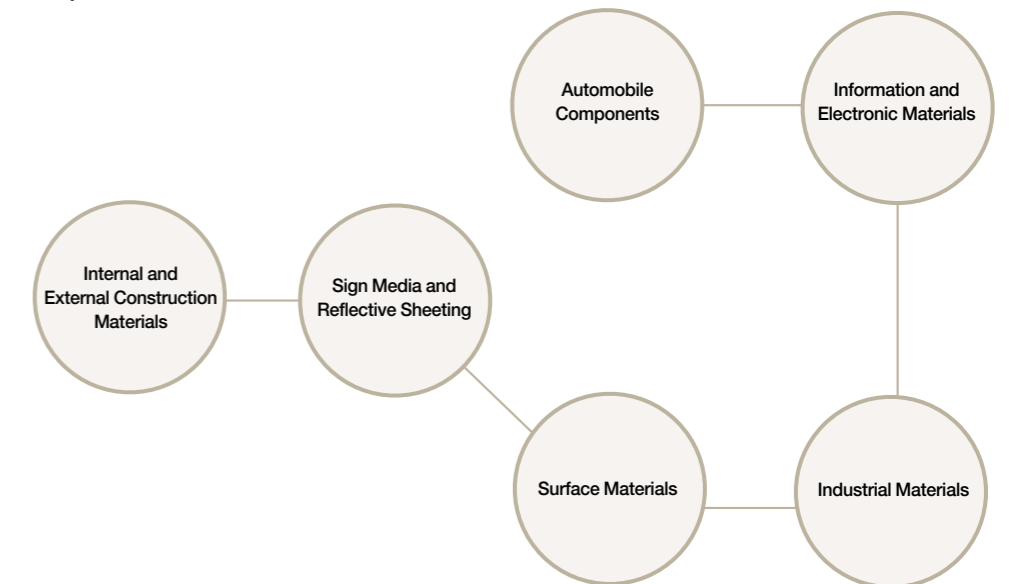 Automobile
Components
Information and
Electronic Materials
Internal and
External Construction
Materials
Sign Media and
Reflective Sheeting
Surface Materials
Industrial Materials